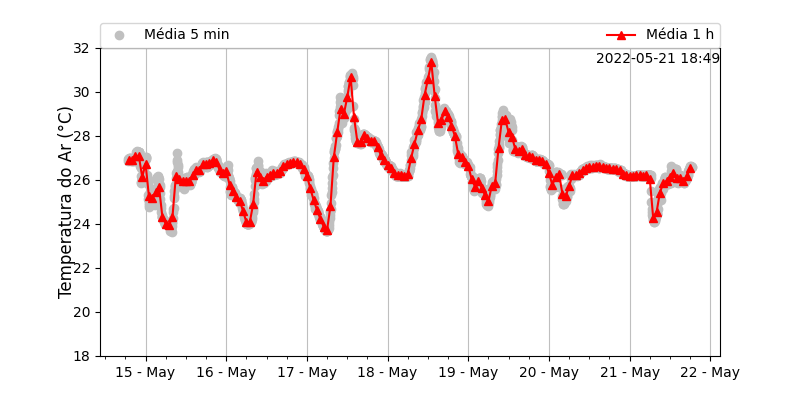 Média 5 min
Média 1 h
2022-05-21 18:49
Temperatura do Ar (°C)
32
30
28
26
24
22
20
18
15 - May
16 - May
17 - May
18 - May
19 - May
20 - May
21 - May
22 - May